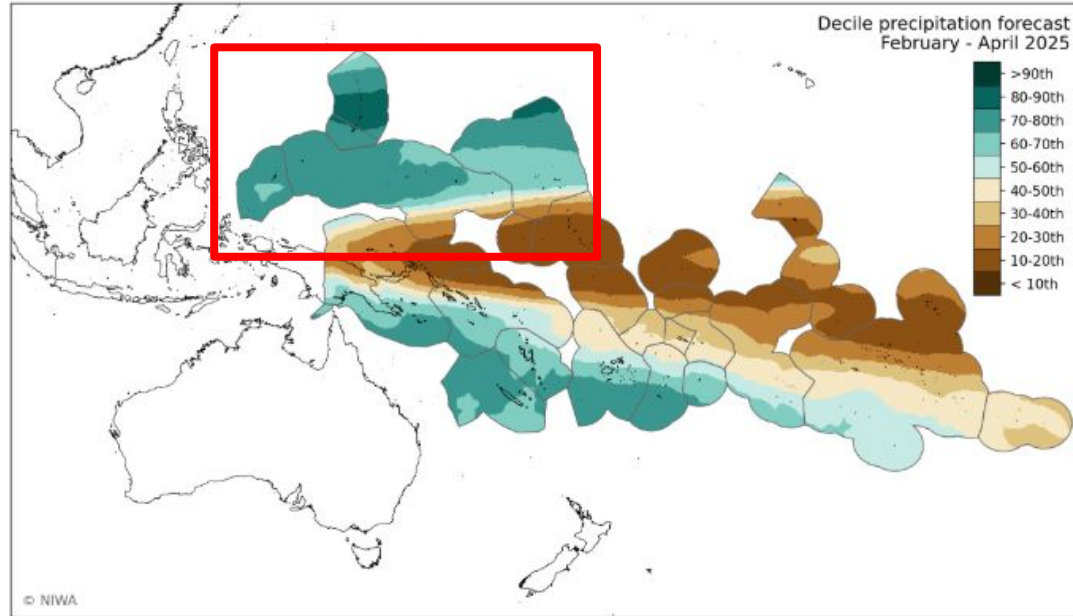 Decile precipitation forecast
February - April 2025
>90th
80-90th
70-80th
60-70th
50-60th
40-50th
30-40th
20-30th
10-20th
< 10th
© NIWA